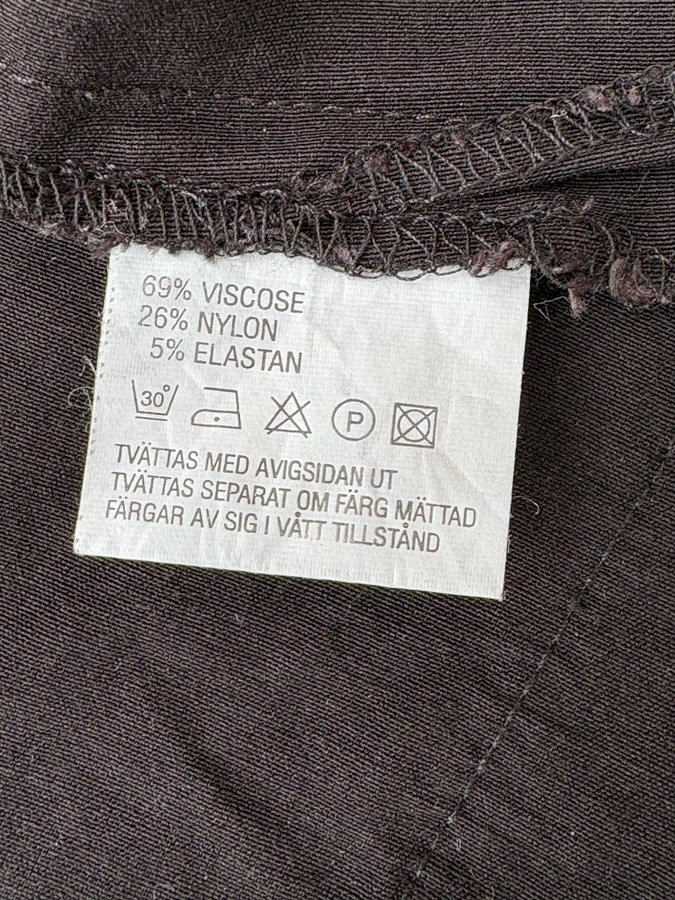 69% VISCOSE
26% NYLON
5% ELASTAN
30° P
TVÄTTAS MED AVIGSIDAN UT
TVÄTTAS SEPARAT OM FÄRG MÄTTAD
FÄRGAR AV SIG I VÅTT TILLSTÅND